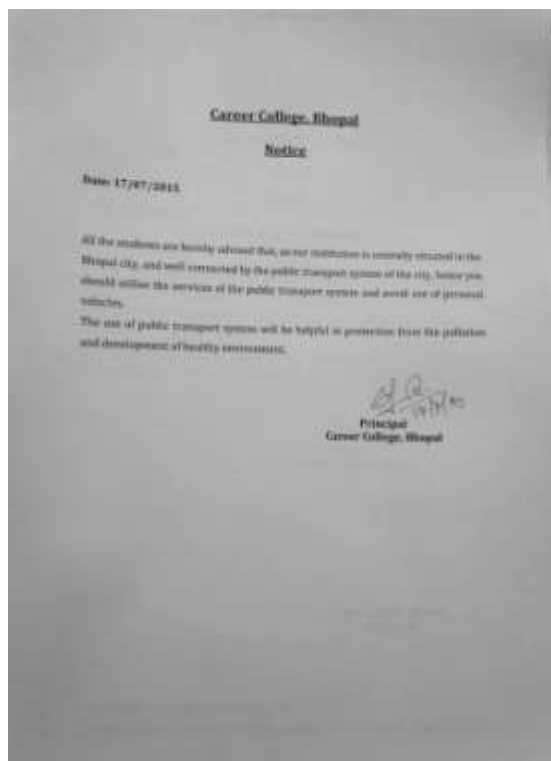 Career College, Bhopal
Notice
Date: 17/07/2015
All the students are hereby advised that, as our institution is centrally situated in the
Bhopal city, and well connected by the public transport system of the city, hence you
should utilize the services of the public transport system and avoid use of personal
vehicles.
The use of public transport system will be helpful in protection from the pollution
and development of healthy environment.
Principal
Career College, Bhopal